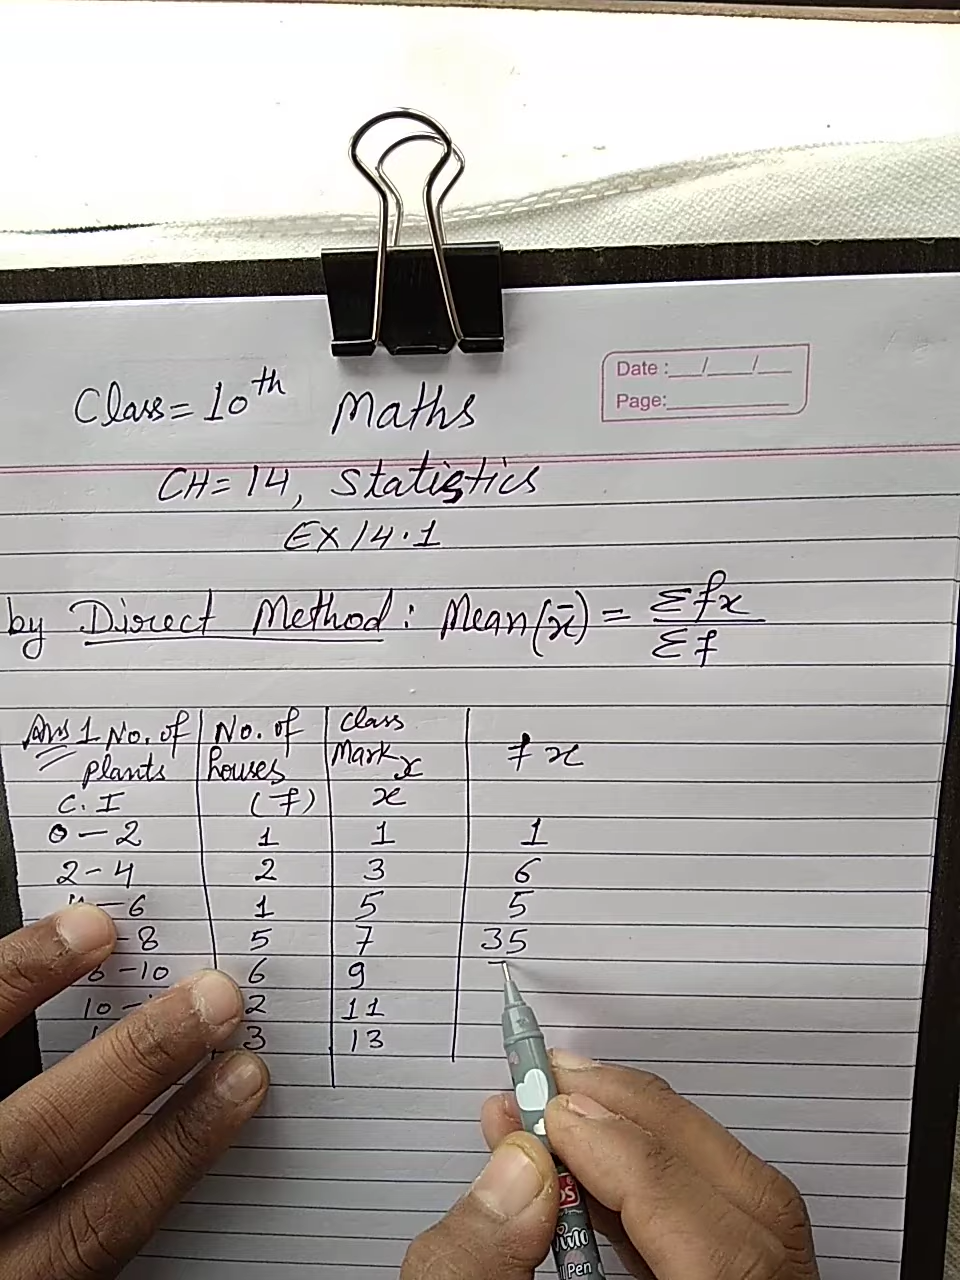 Class = 10th Maths
Date :__/__/__
Page:
CH = 14, Statistics
EX 14.1
by Direct Method : Mean (x̄) = Σfx / Σf
Ans 1 No. of plants | No. of houses | Class Mark x | fx
C.I | (f) | x
0 – 2 | 1 | 1 | 1
2 – 4 | 2 | 3 | 6
– 6 | 1 | 5 | 5
– 8 | 5 | 7 | 35
– 10 | 6 | 9
10 – | 2 | 11
3 | 13
Pen